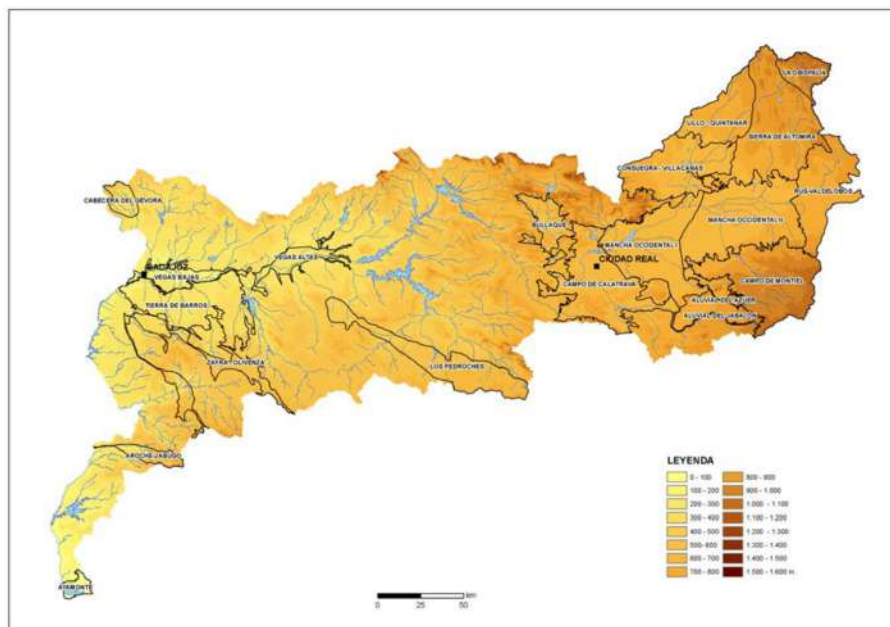 LA OBISPALIA
LILLO - QUINTANAR
SIERRA DE ALTOMIRA
CONSUEGRA - VILLACAÑAS
RUS-VALDELOBOS
CABECERA DEL GEVORA
MANCHA OCCIDENTAL II
BULLAQUE
MANCHA OCCIDENTAL I
CIUDAD REAL
VEGAS ALTAS
BADAJOZ
VEGAS BAJAS
CAMPO DE MONTIEL
CAMPO DE CALATRAVA
TIERRA DE BARROS
ALUVIAL DEL AZUER
ALUVIAL DEL JABALON
ZAFRA - OLIVENZA
LOS PEDROCHES
AROCHE-JABUGO
AYAMONTE
LEYENDA
0 - 100
100 - 200
200 - 300
300 - 400
400 - 500
500 - 600
600 - 700
700 - 800
800 - 900
900 - 1.000
1.000 - 1.100
1.100 - 1.200
1.200 - 1.300
1.300 - 1.400
1.400 - 1.500
1.500 - 1.600 m.
km
0 25 50